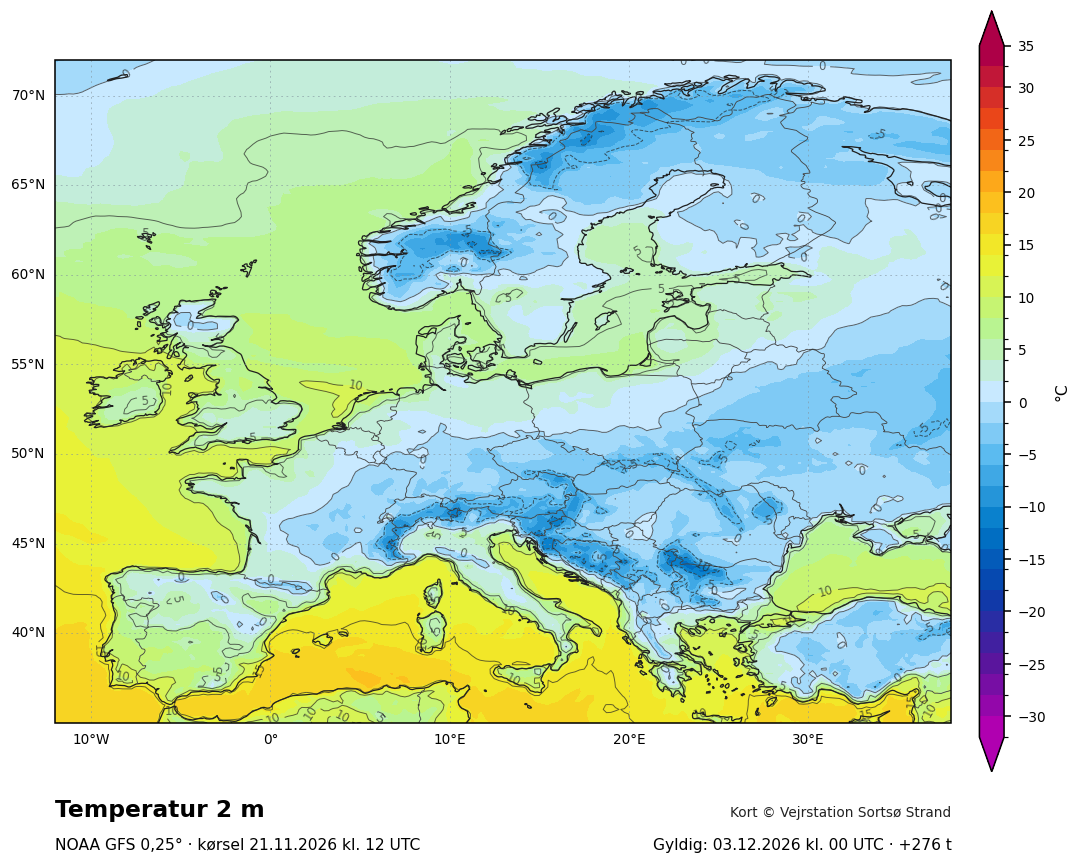 35
30
25
20
15
10
5
0
−5
−10
−15
−20
−25
−30
°C
70°N
65°N
60°N
55°N
50°N
45°N
40°N
10°W
0°
10°E
20°E
30°E
Temperatur 2 m
Kort © Vejrstation Sortsø Strand
NOAA GFS 0,25° · kørsel 21.11.2026 kl. 12 UTC
Gyldig: 03.12.2026 kl. 00 UTC · +276 t